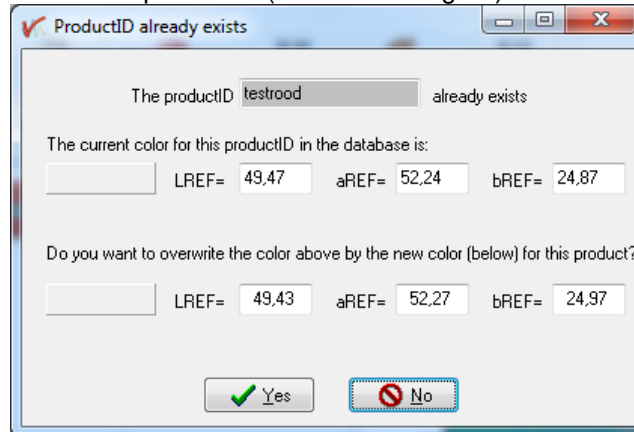 ProductID already exists
The productID testrood already exists
The current color for this productID in the database is:
LREF= 49,47 aREF= 52,24 bREF= 24,87
Do you want to overwrite the color above by the new color (below) for this product?
LREF= 49,43 aREF= 52,27 bREF= 24,97
Yes No